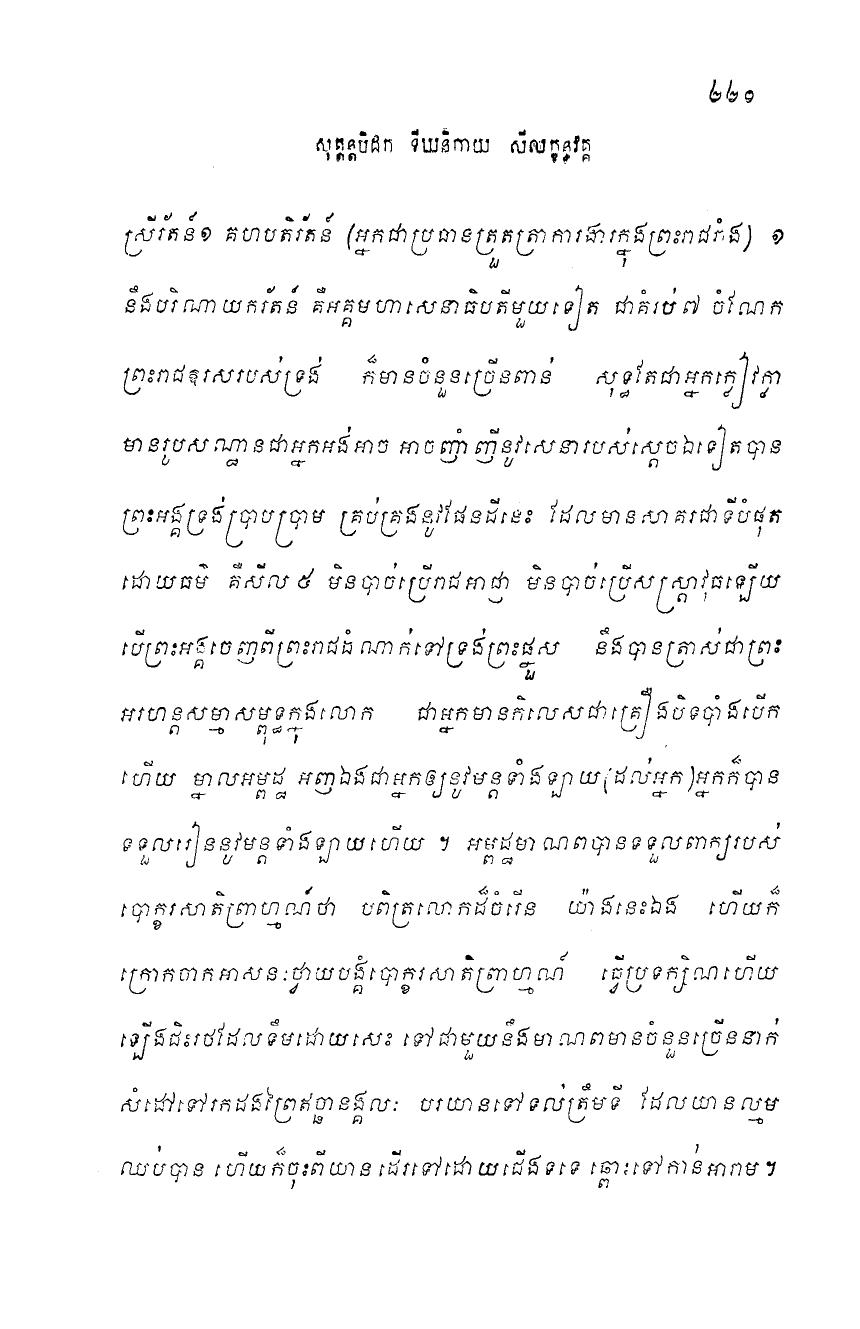 ២២១
សុត្តន្តបិដក ទីឃនិកាយ សីលក្ខន្ធវគ្គ
ស្រីរ័តន៍១ គហបតិរ័តន៍ (អ្នកជាប្រធានត្រួតត្រាការងារក្នុងព្រះរាជវាំង) ១
នឹងបរិណាយករ័តន៍ គឺអគ្គមហាសេនាធិបតីមួយទៀត ជាគំរប់៧ ចំណែក
ព្រះរាជឱរសរបស់ទ្រង់ ក៏មានចំនួនច្រើនពាន់ សុទ្ធតែជាអ្នកក្លៀវក្លា
មានរូបសណ្ឋានជាអ្នកអង់អាច អាចញាំញីនូវសេនារបស់ស្តេចឯទៀតបាន
ព្រះអង្គទ្រង់ប្រាបប្រាម គ្រប់គ្រងនូវផែនដីនេះ ដែលមានសាគរជាទីបំផុត
ដោយធម៌ គឺសីល ៥ មិនបាច់ប្រើរាជអាជ្ញា មិនបាច់ប្រើសស្ត្រាវុធឡើយ
បើព្រះអង្គចេញពីព្រះរាជដំណាក់ទៅទ្រង់ព្រះផ្នួស នឹងបានត្រាស់ជាព្រះ
អរហន្តសម្មាសម្ពុទ្ធក្នុងលោក ជាអ្នកមានកិលេសជាគ្រឿងបិទបាំងបើក
ហើយ ម្នាលអម្ពដ្ឋ អញឯងជាអ្នកឲ្យនូវមន្តទាំងឡាយ(ដល់អ្នក)អ្នកក៏បាន
ទទួលរៀននូវមន្តទាំងឡាយហើយ ។ អម្ពដ្ឋមាណពបានទទួលពាក្យរបស់
បោក្ខរសាតិព្រាហ្មណ៍ថា បពិត្រលោកដ៏ចំរើន យ៉ាងនេះឯង ហើយក៏
ក្រោកចាកអាសនៈថ្វាយបង្គំបោក្ខរសាតិព្រាហ្មណ៍ ធ្វើប្រទក្សិណហើយ
ឡើងជិះរថដែលទឹមដោយសេះ ទៅជាមួយនឹងមាណពមានចំនួនច្រើននាក់
សំដៅទៅរកដងព្រៃឥច្ឆានង្គលៈ បរយានទៅទល់ត្រឹមទី ដែលយានល្មម
ឈប់បាន ហើយក៏ចុះពីយាន ដើរទៅដោយជើងទទេ ឆ្ពោះទៅកាន់អារាម។